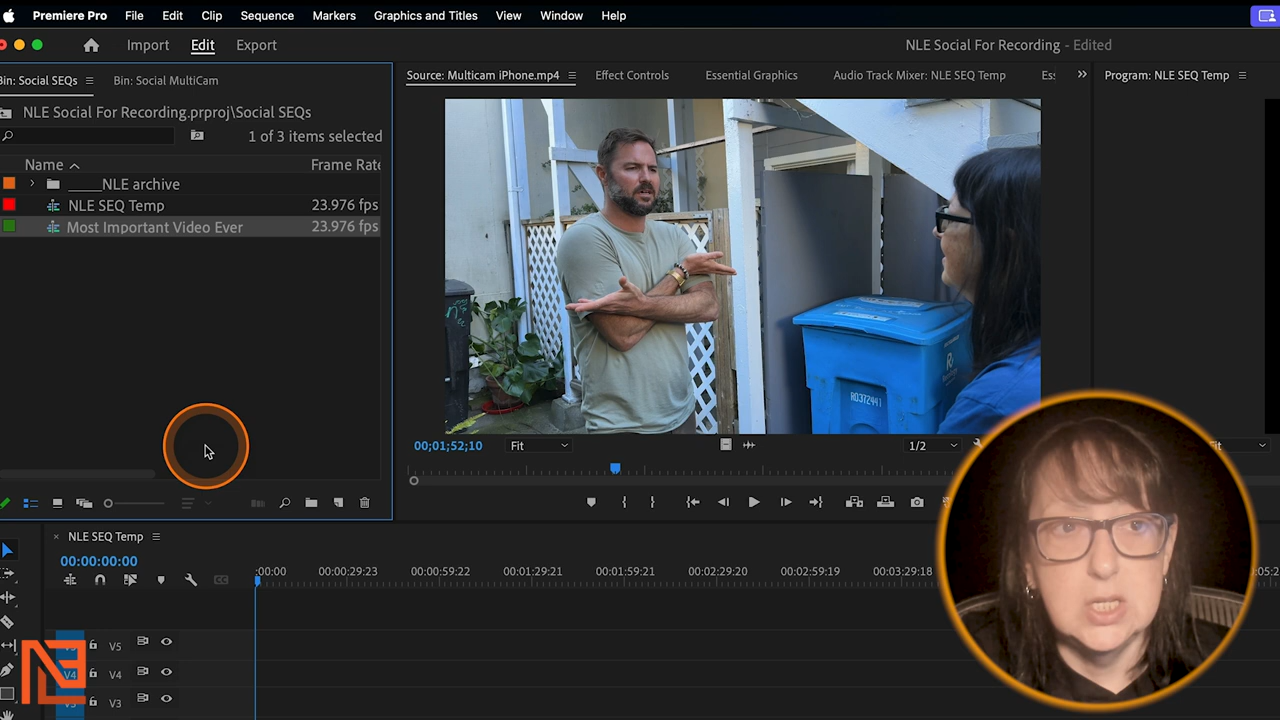 Premiere Pro File Edit Clip Sequence Markers Graphics and Titles View Window Help
Import Edit Export NLE Social For Recording - Edited
Bin: Social SEQs Bin: Social MultiCam Source: Multicam iPhone.mp4 Effect Controls Essential Graphics Audio Track Mixer: NLE SEQ Temp Es: Program: NLE SEQ Temp
NLE Social For Recording.prproj\Social SEQs
1 of 3 items selected
Name Frame Rate
____NLE archive
NLE SEQ Temp 23.976 fps
Most Important Video Ever 23.976 fps
R0372441
00;01;52;10 Fit 1/2 Fit
NLE SEQ Temp
00:00:00:00
:00:00 00:00:29:23 00:00:59:22 00:01:29:21 00:01:59:21 00:02:29:20 00:02:59:19 00:03:29:18
V5
V4 V4
V3 V3